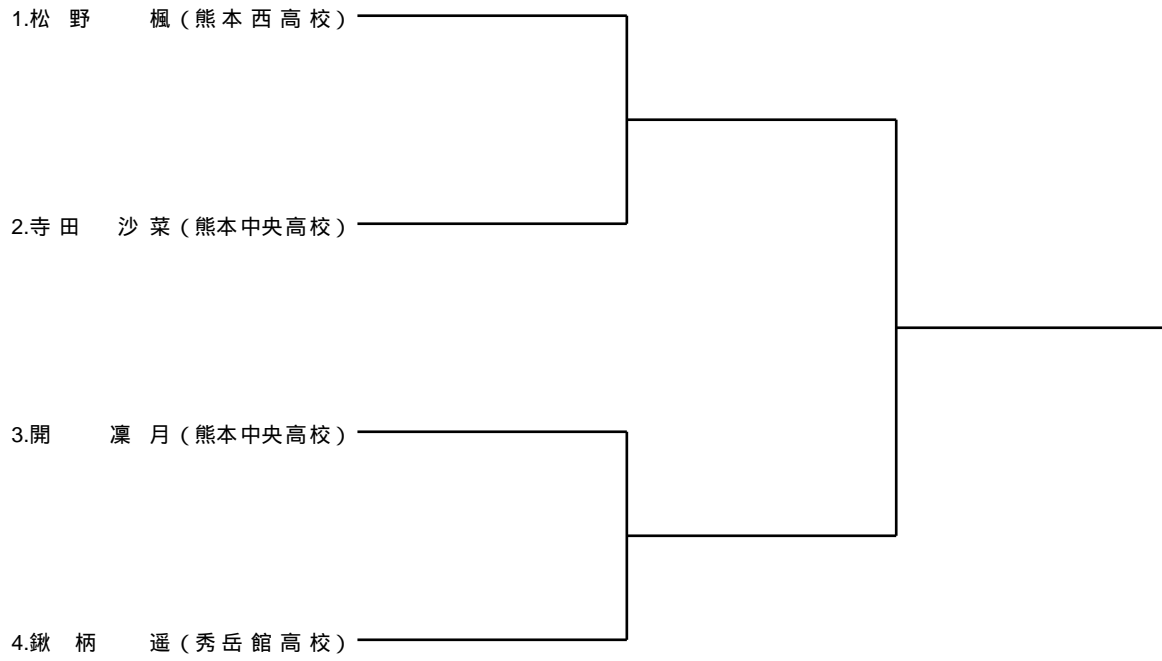 1.松野 楓(熊本西高校)
2.寺田 沙菜(熊本中央高校)
3.開 凜月(熊本中央高校)
4.鍬柄 遥(秀岳館高校)